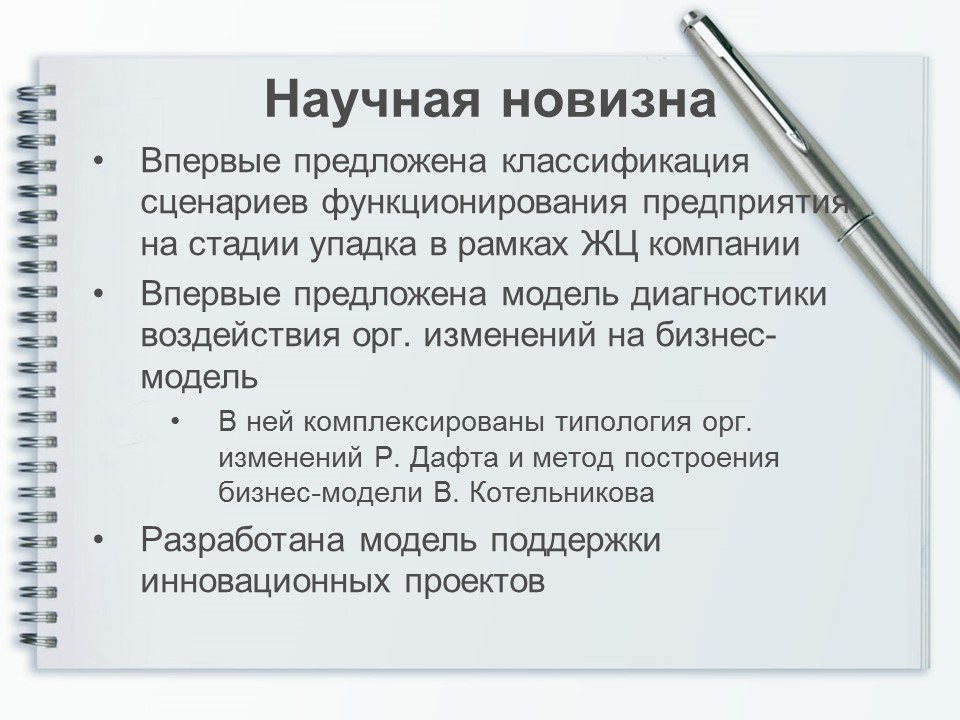 Научная новизна
• Впервые предложена классификация
сценариев функционирования предприятия
на стадии упадка в рамках ЖЦ компании
• Впервые предложена модель диагностики
воздействия орг. изменений на бизнес-
модель
• В ней комплексированы типология орг.
изменений Р. Дафта и метод построения
бизнес-модели В. Котельникова
• Разработана модель поддержки
инновационных проектов